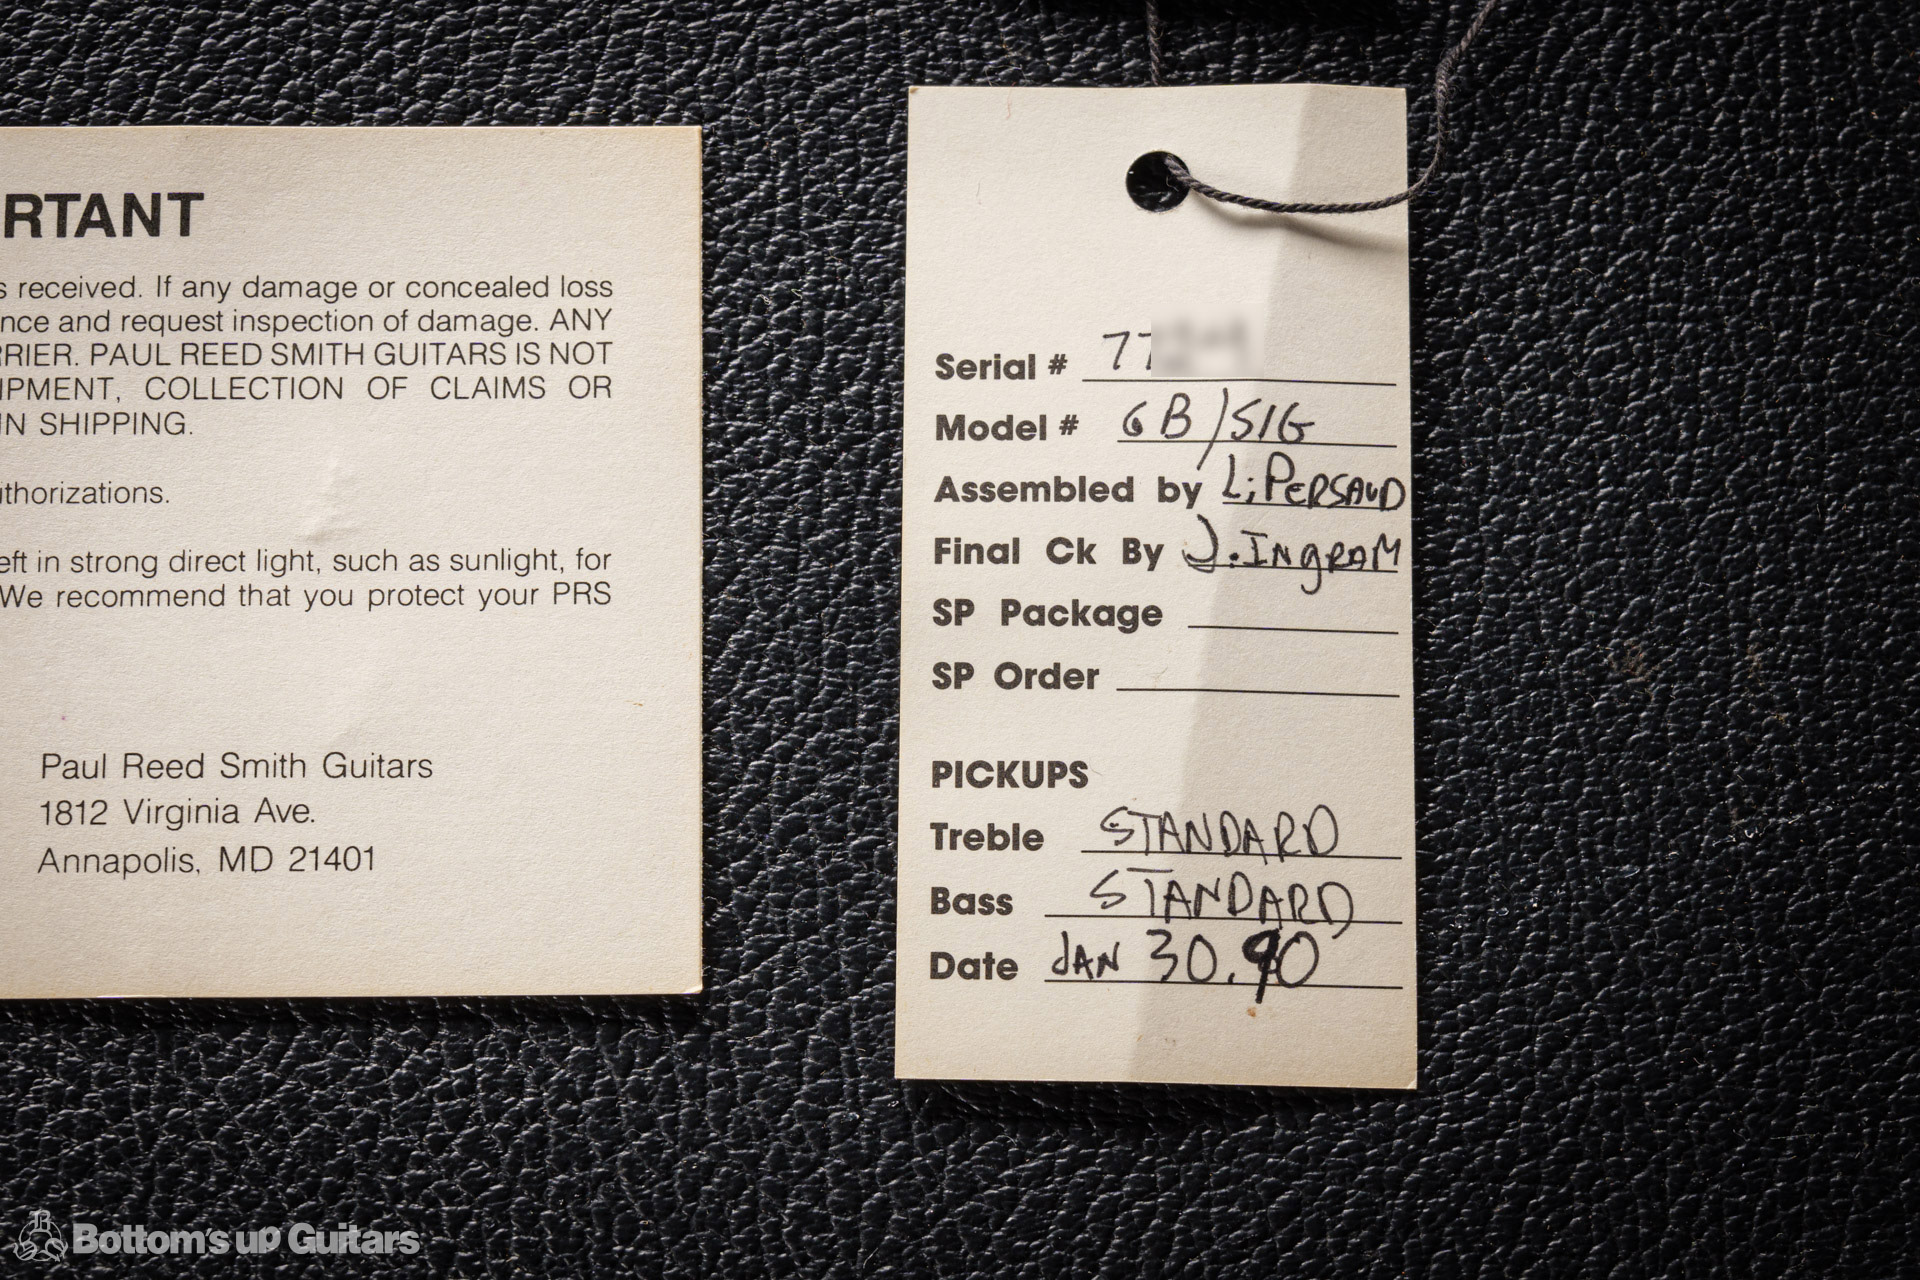 RTANT
s received. If any damage or concealed loss
nce and request inspection of damage. ANY
RRIER. PAUL REED SMITH GUITARS IS NOT
IPMENT, COLLECTION OF CLAIMS OR
IN SHIPPING.
uthorizations.
eft in strong direct light, such as sunlight, for
We recommend that you protect your PRS
Paul Reed Smith Guitars
1812 Virginia Ave.
Annapolis, MD 21401
Serial # 77
Model # 6B/SIG
Assembled by L; PERSAUD
Final Ck By J. INGRAM
SP Package
SP Order
PICKUPS
Treble STANDARD
Bass STANDARD
Date JAN 30.90
Bottom's up Guitars